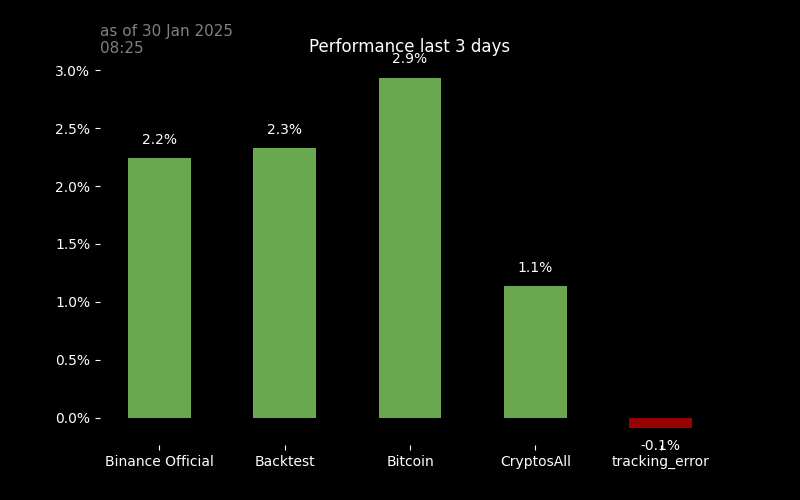 as of 30 Jan 2025
08:25
Performance last 3 days
2.9%
3.0%
2.5%
2.2%
2.3%
2.0%
1.5%
1.1%
1.0%
0.5%
0.0%
-0.1%
Binance Official
Backtest
Bitcoin
CryptosAll
tracking_error